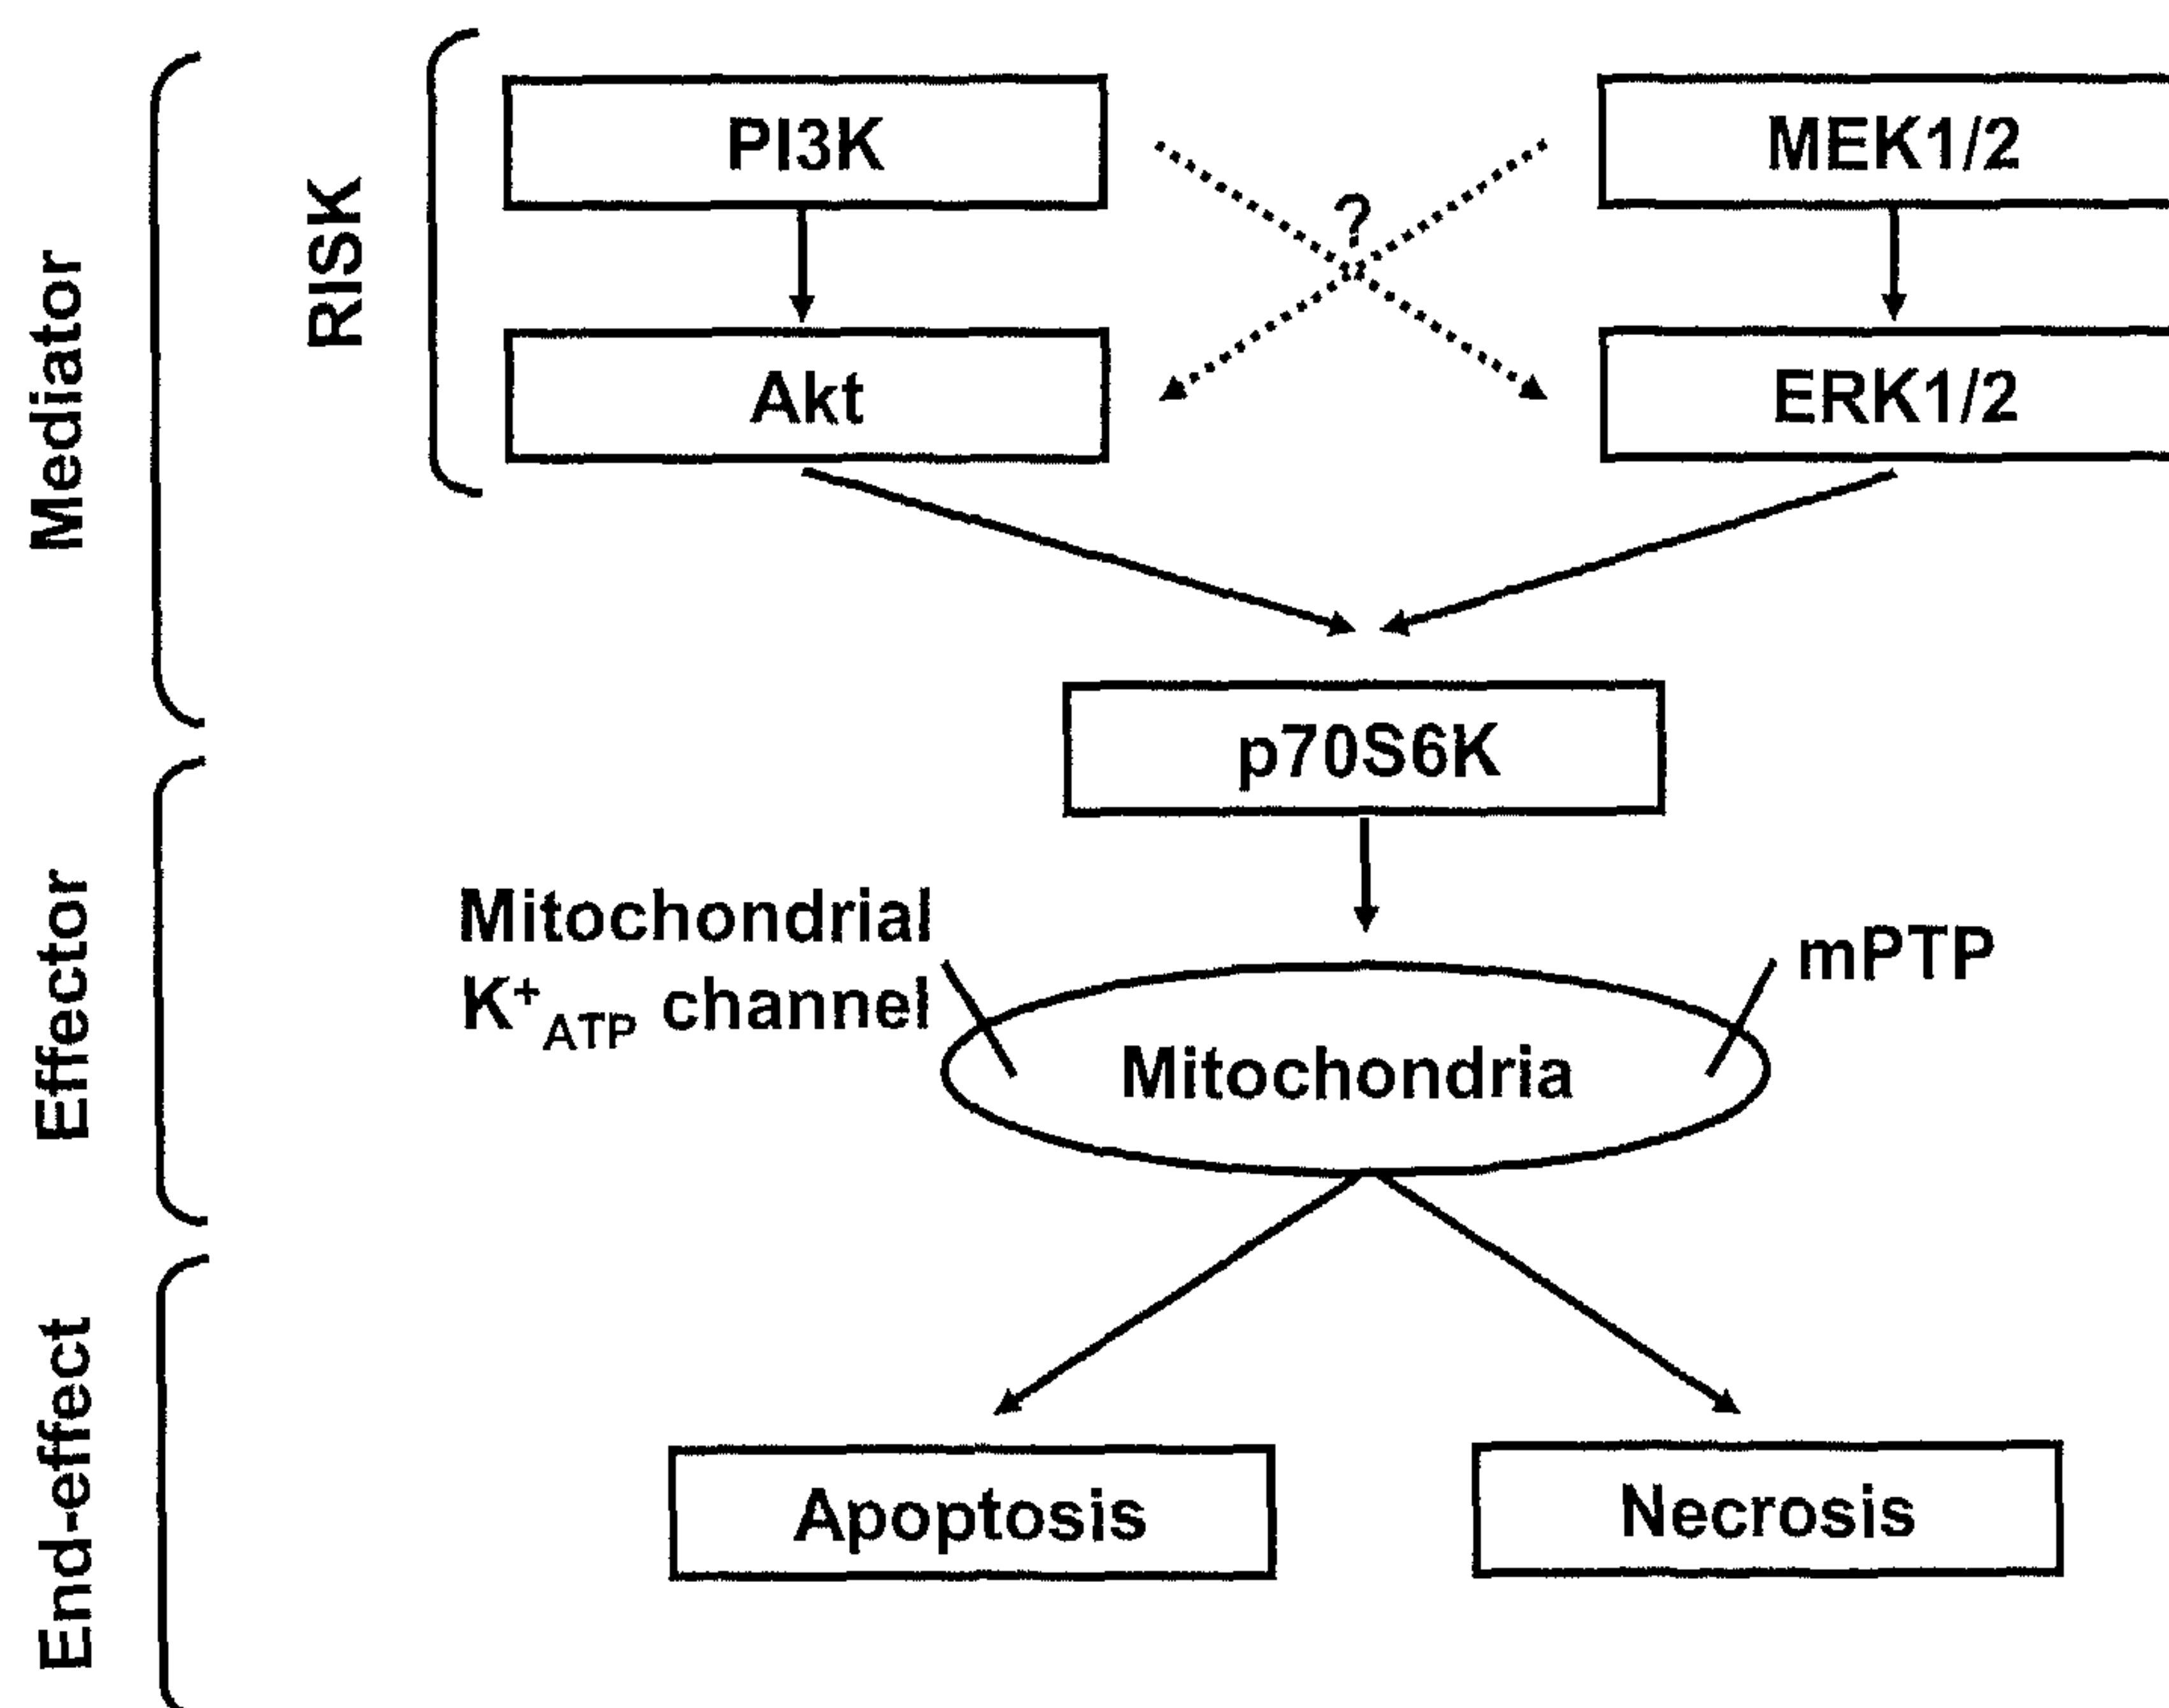 Mediator
RISK
PI3K
MEK1/2
?
Akt
ERK1/2
p70S6K
Effector
Mitochondrial
K⁺ATP channel
mPTP
Mitochondria
End-effect
Apoptosis
Necrosis